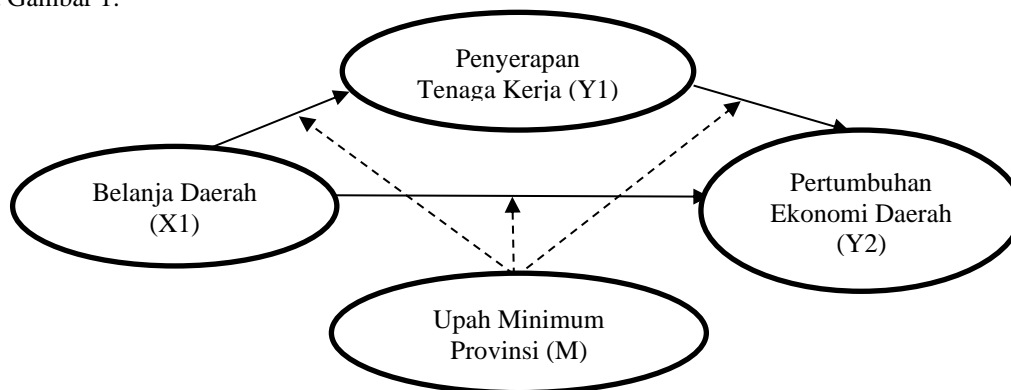 Gambar 1.
Penyerapan
Tenaga Kerja (Y1)
Belanja Daerah
(X1)
Pertumbuhan
Ekonomi Daerah
(Y2)
Upah Minimum
Provinsi (M)